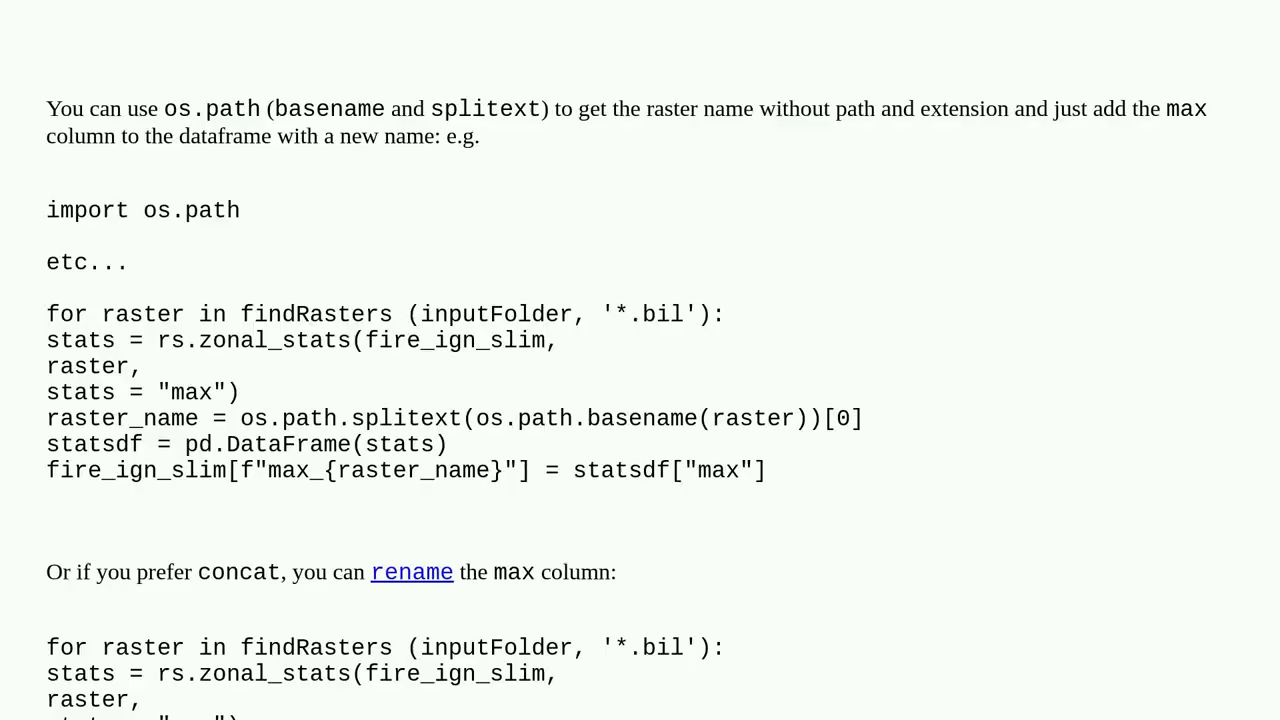 You can use os.path (basename and splitext) to get the raster name without path and extension and just add the max
column to the dataframe with a new name: e.g.
import os.path
etc...
for raster in findRasters (inputFolder, '*.bil'):
stats = rs.zonal_stats(fire_ign_slim,
raster,
stats = "max")
raster_name = os.path.splitext(os.path.basename(raster))[0]
statsdf = pd.DataFrame(stats)
fire_ign_slim[f"max_{raster_name}"] = statsdf["max"]
Or if you prefer concat, you can rename the max column:
for raster in findRasters (inputFolder, '*.bil'):
stats = rs.zonal_stats(fire_ign_slim,
raster,